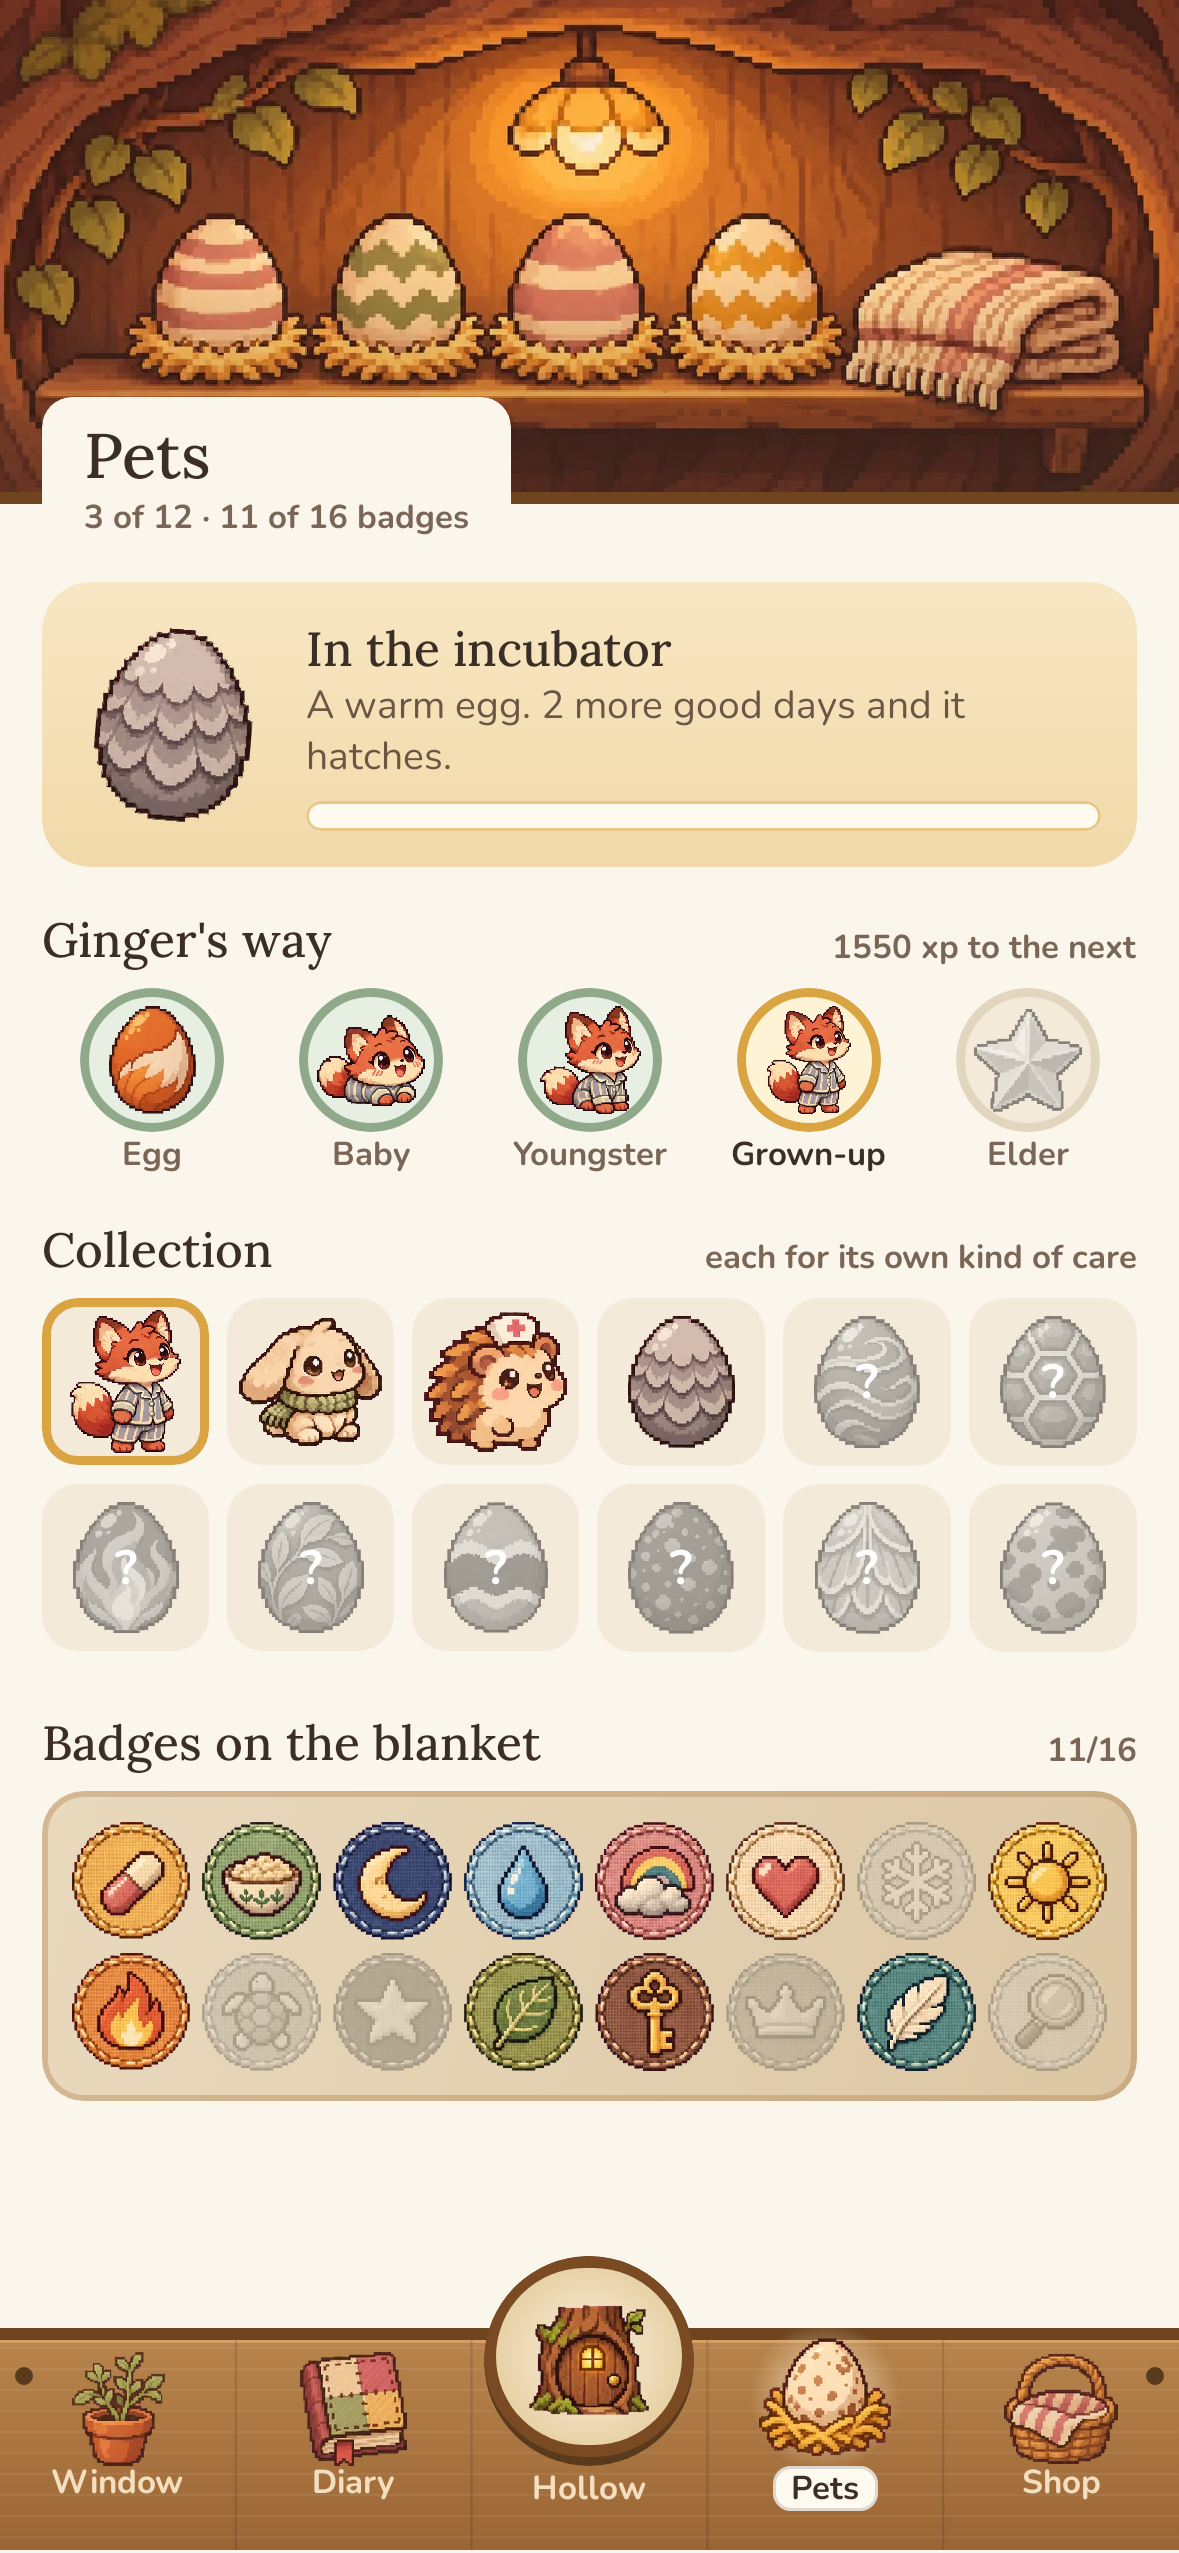 Pets
3 of 12 · 11 of 16 badges
In the incubator
A warm egg. 2 more good days and it
hatches.
Ginger's way
1550 xp to the next
Egg
Baby
Youngster
Grown-up
Elder
Collection
each for its own kind of care
? ?
? ? ? ? ? ?
Badges on the blanket
11/16
Window
Diary
Hollow
Pets
Shop